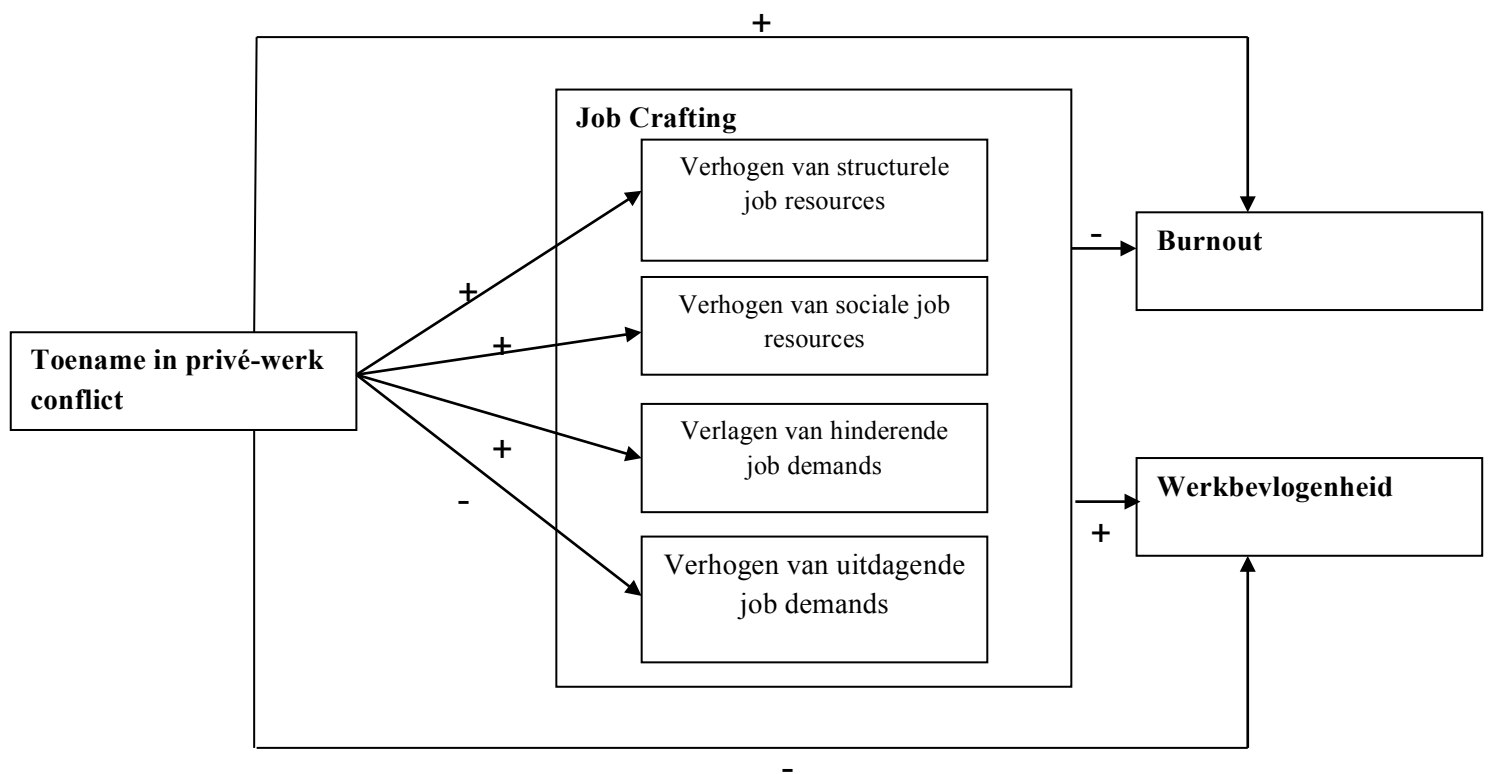 +
Job Crafting
Verhogen van structurele
job resources
-
Burnout
+
Verhogen van sociale job
resources
+
Toename in privé-werk
conflict
Verlagen van hinderende
job demands
+
Werkbevlogenheid
-
+
Verhogen van uitdagende
job demands
-